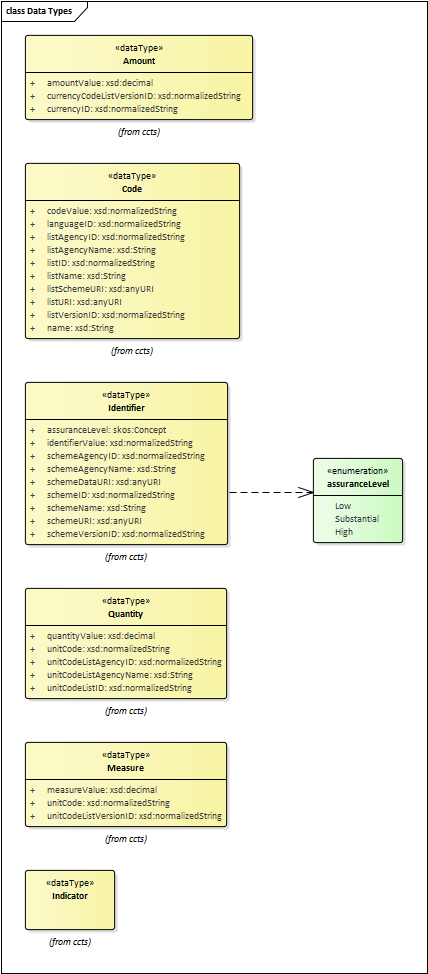 class Data Types
«dataType»
Amount
+ amountValue: xsd:decimal
+ currencyCodeListVersionID: xsd:normalizedString
+ currencyID: xsd:normalizedString
(from ccts)
«dataType»
Code
+ codeValue: xsd:normalizedString
+ languageID: xsd:normalizedString
+ listAgencyID: xsd:normalizedString
+ listAgencyName: xsd:String
+ listID: xsd:normalizedString
+ listName: xsd:String
+ listSchemeURI: xsd:anyURI
+ listURI: xsd:anyURI
+ listVersionID: xsd:normalizedString
+ name: xsd:String
(from ccts)
«dataType»
Identifier
+ assuranceLevel: skos:Concept
+ identifierValue: xsd:normalizedString
+ schemeAgencyID: xsd:normalizedString
+ schemeAgencyName: xsd:String
+ schemeDataURI: xsd:anyURI
+ schemeID: xsd:normalizedString
+ schemeName: xsd:String
+ schemeURI: xsd:anyURI
+ schemeVersionID: xsd:normalizedString
(from ccts)
«enumeration»
assuranceLevel
Low
Substantial
High
«dataType»
Quantity
+ quantityValue: xsd:decimal
+ unitCode: xsd:normalizedString
+ unitCodeListAgencyID: xsd:normalizedString
+ unitCodeListAgencyName: xsd:String
+ unitCodeListID: xsd:normalizedString
(from ccts)
«dataType»
Measure
+ measureValue: xsd:decimal
+ unitCode: xsd:normalizedString
+ unitCodeListVersionID: xsd:normalizedString
(from ccts)
«dataType»
Indicator
(from ccts)